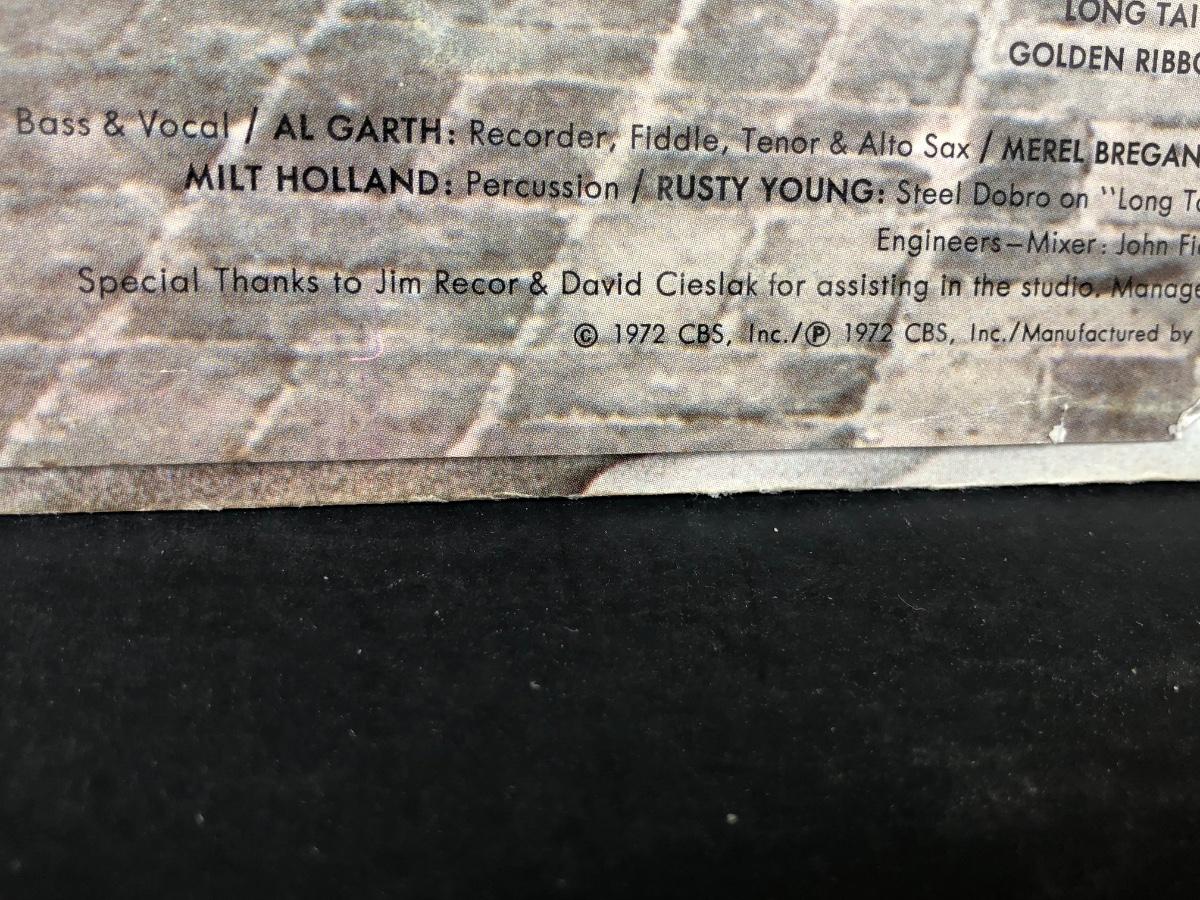 LONG TAI
GOLDEN RIBBO
Bass & Vocal / AL GARTH: Recorder, Fiddle, Tenor & Alto Sax / MEREL BREGAN
MILT HOLLAND: Percussion / RUSTY YOUNG: Steel Dobro on "Long Ta
Engineers–Mixer: John Fi
Special Thanks to Jim Recor & David Cieslak for assisting in the studio. Manage
© 1972 CBS, Inc./℗ 1972 CBS, Inc./Manufactured by